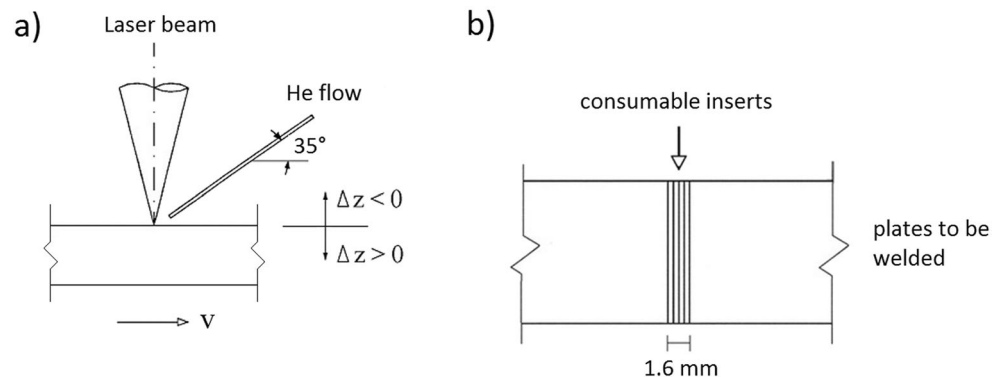 a)
Laser beam
He flow
35°
Δz<0
Δz>0
v
b)
consumable inserts
plates to be
welded
1.6 mm